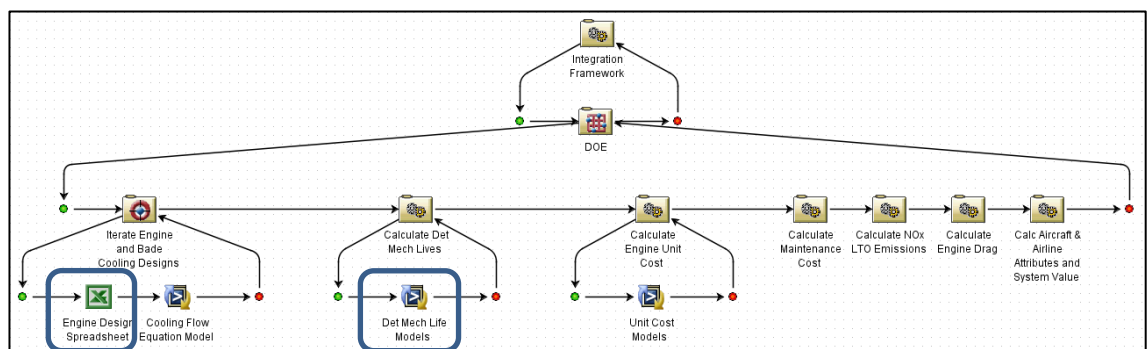 Integration
Framework
DOE
Iterate Engine
and Bade
Cooling Designs
Calculate Det
Mech Lives
Calculate
Engine Unit
Cost
Calculate
Maintenance
Cost
Calculate NOx
LTO Emissions
Calculate
Engine Drag
Calc Aircraft &
Airline
Attributes and
System Value
Engine Design
Spreadsheet
Cooling Flow
Equation Model
Det Mech Life
Models
Unit Cost
Models